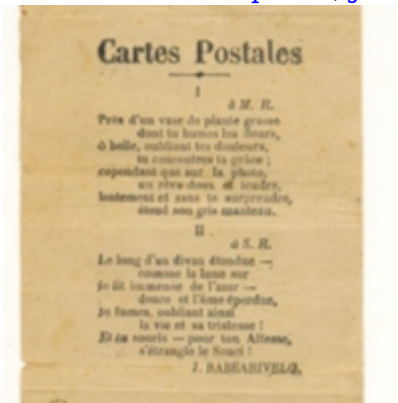 Cartes Postales
I
à M. R.
Près d'un vase de plante grasse
dont tu humes les fleurs,
ô belle, oubliant tes douleurs,
tu concentres ta grâce ;
cependant que sur la photo,
un rêve doux et tendre,
lentement et sans te surprendre,
étend son gris manteau.
II
à S. R.
Le long d'un divan étendue —
comme la lune sur
le lit immense de l'azur —
douce et l'âme éperdue,
tu fumes, oubliant ainsi
la vie et sa tristesse !
Et tu souris — pour ton Altesse,
s'étrangle le Souci !
J. RABEARIVELO.